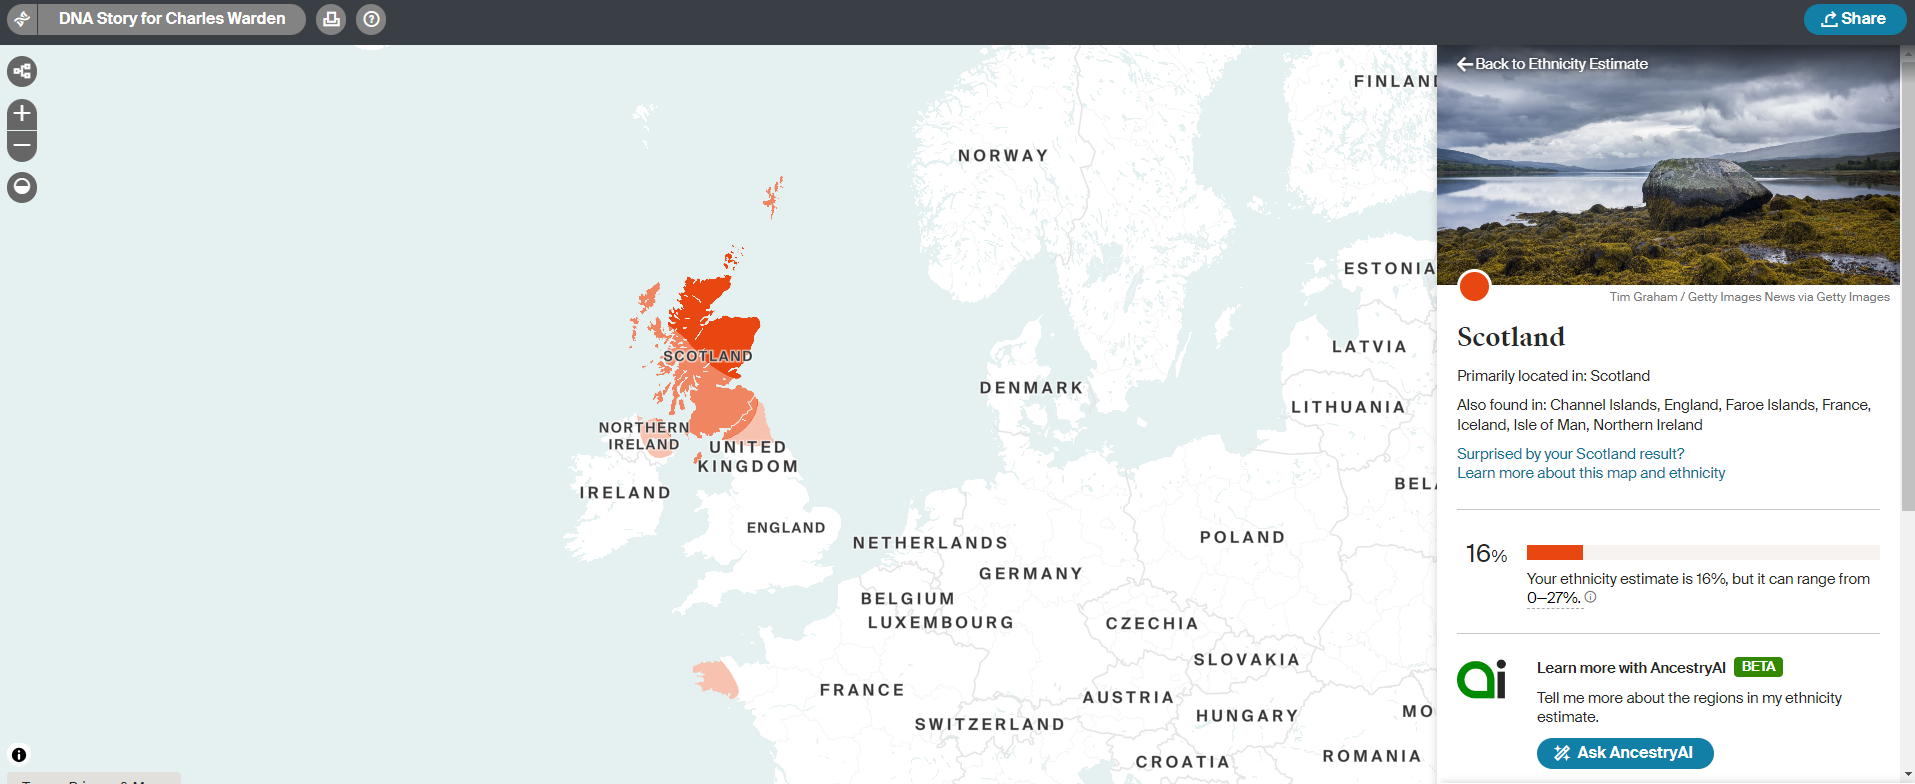 DNA Story for Charles Warden
Share
FINLAND
NORWAY
ESTONIA
SCOTLAND
LATVIA
DENMARK
LITHUANIA
NORTHERN
IRELAND
UNITED
KINGDOM
IRELAND
ENGLAND
NETHERLANDS
POLAND
GERMANY
BELGIUM
LUXEMBOURG
CZECHIA
SLOVAKIA
FRANCE
AUSTRIA
HUNGARY
MO
SWITZERLAND
CROATIA
ROMANIA
Back to Ethnicity Estimate
Tim Graham / Getty Images News via Getty Images
Scotland
Primarily located in: Scotland
Also found in: Channel Islands, England, Faroe Islands, France,
Iceland, Isle of Man, Northern Ireland
Surprised by your Scotland result?
Learn more about this map and ethnicity
16%
Your ethnicity estimate is 16%, but it can range from
0—27%.
ai
Learn more with AncestryAI BETA
Tell me more about the regions in my ethnicity
estimate.
Ask AncestryAI